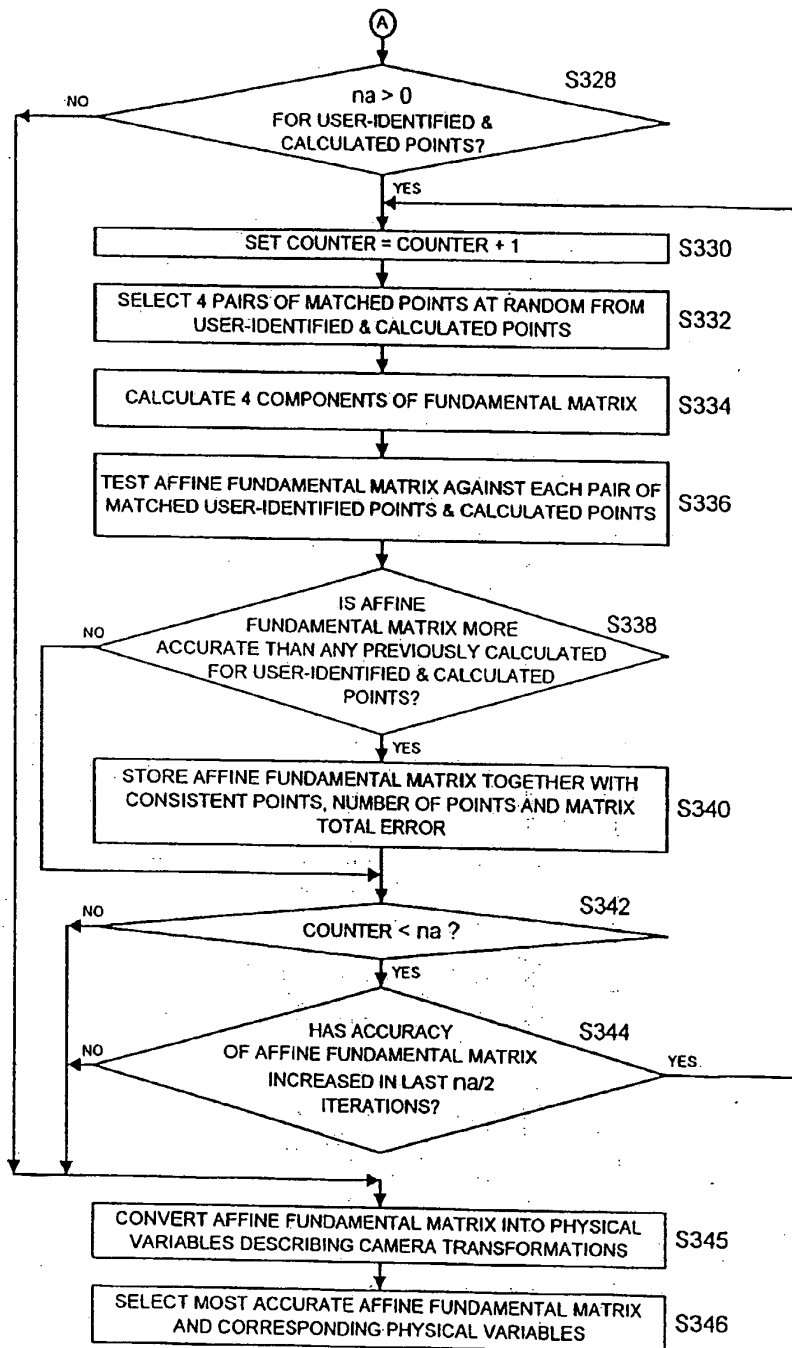 A
S328
NO
na > 0
FOR USER-IDENTIFIED &
CALCULATED POINTS?
YES
SET COUNTER = COUNTER + 1
S330
SELECT 4 PAIRS OF MATCHED POINTS AT RANDOM FROM
USER-IDENTIFIED & CALCULATED POINTS
S332
CALCULATE 4 COMPONENTS OF FUNDAMENTAL MATRIX
S334
TEST AFFINE FUNDAMENTAL MATRIX AGAINST EACH PAIR OF
MATCHED USER-IDENTIFIED POINTS & CALCULATED POINTS
S336
IS AFFINE
FUNDAMENTAL MATRIX MORE
ACCURATE THAN ANY PREVIOUSLY CALCULATED
FOR USER-IDENTIFIED & CALCULATED
POINTS?
S338
NO
YES
STORE AFFINE FUNDAMENTAL MATRIX TOGETHER WITH
CONSISTENT POINTS, NUMBER OF POINTS AND MATRIX
TOTAL ERROR
S340
S342
NO
COUNTER < na ?
YES
S344
HAS ACCURACY
OF AFFINE FUNDAMENTAL MATRIX
INCREASED IN LAST na/2
ITERATIONS?
NO
YES
CONVERT AFFINE FUNDAMENTAL MATRIX INTO PHYSICAL
VARIABLES DESCRIBING CAMERA TRANSFORMATIONS
S345
SELECT MOST ACCURATE AFFINE FUNDAMENTAL MATRIX
AND CORRESPONDING PHYSICAL VARIABLES
S346